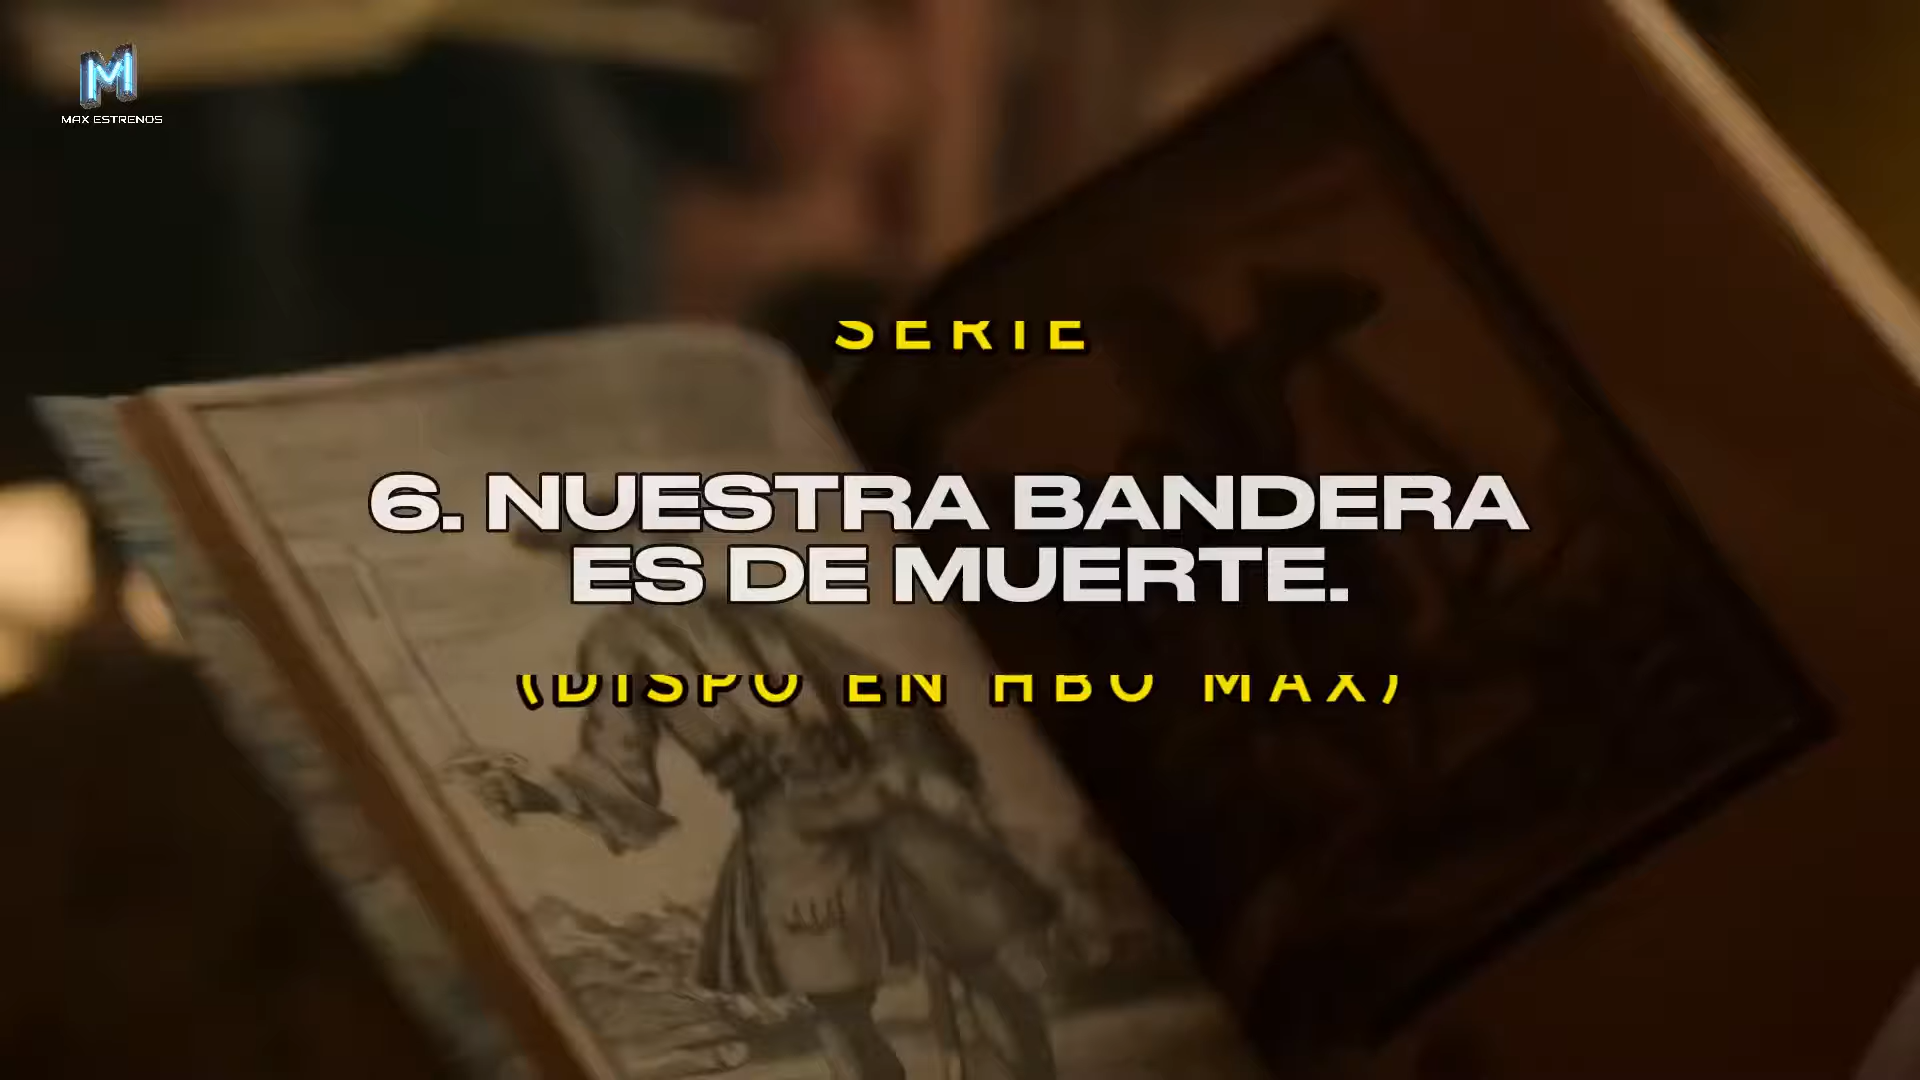 MAX ESTRENOS
SERIE
6. NUESTRA BANDERA
ES DE MUERTE.
(DISPO EN HBO MAX)